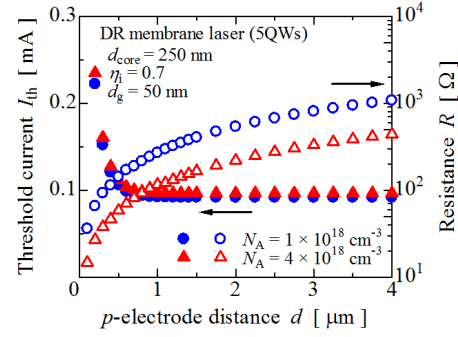 DR membrane laser (5QWs)
d_core = 250 nm
η_i = 0.7
d_g = 50 nm
N_A = 1 × 10^18 cm^-3
N_A = 4 × 10^18 cm^-3
Threshold current I_th [ mA ]
0.3
0.2
0.1
Resistance R [ Ω ]
10^4
10^3
10^2
10^1
0 1 2 3 4
p-electrode distance d [ μm ]